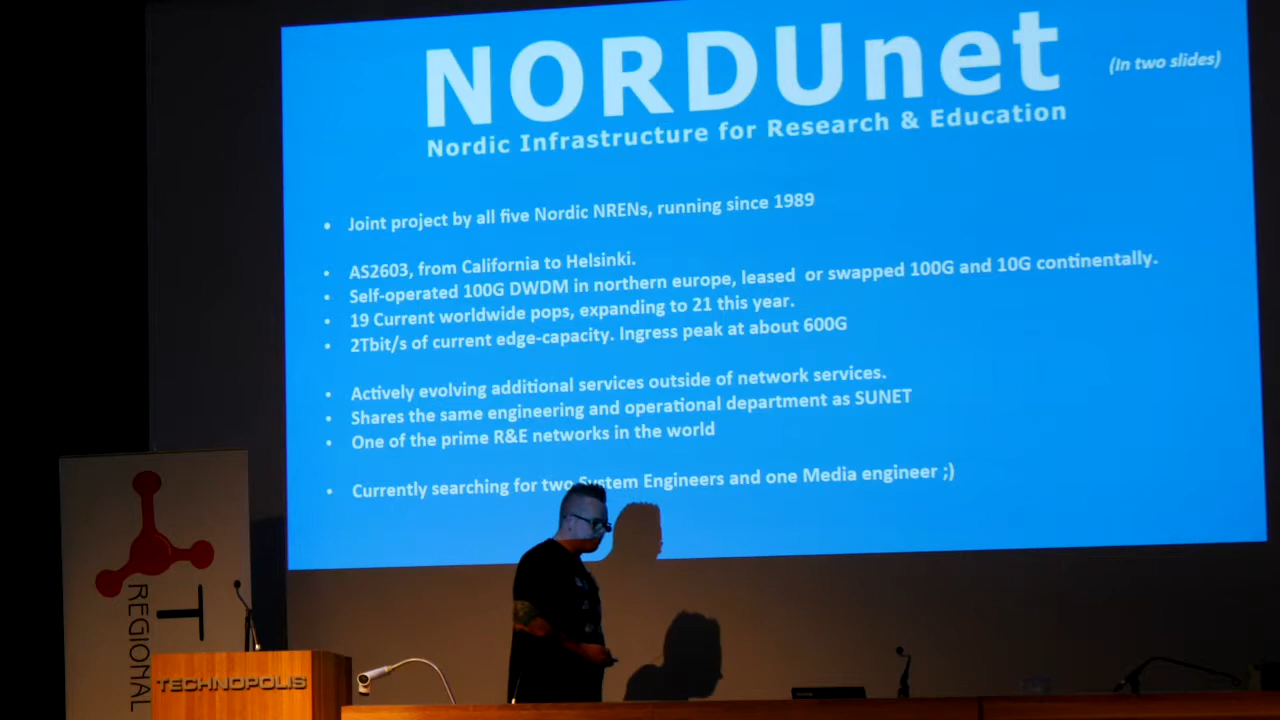 NORDUnet
(In two slides)
Nordic Infrastructure for Research & Education
• Joint project by all five Nordic NRENs, running since 1989
• AS2603, from California to Helsinki.
• Self-operated 100G DWDM in northern europe, leased or swapped 100G and 10G continentally.
• 19 Current worldwide pops, expanding to 21 this year.
• 2Tbit/s of current edge-capacity. Ingress peak at about 600G
• Actively evolving additional services outside of network services.
• Shares the same engineering and operational department as SUNET
• One of the prime R&E networks in the world
• Currently searching for two System Engineers and one Media engineer ;)
T
REGIONAL
TECHNOPOLIS